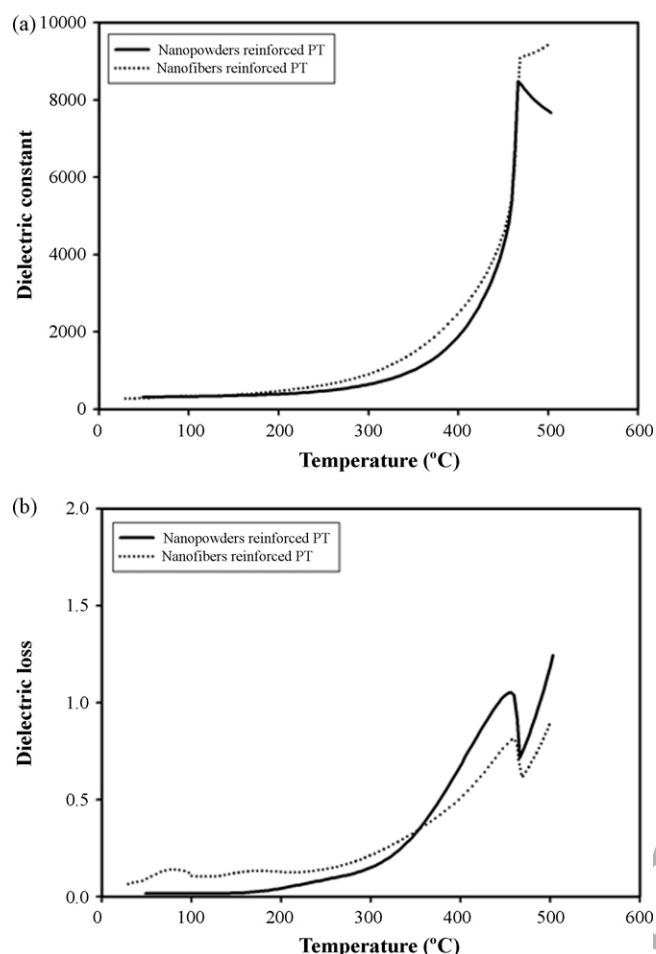 (a)
10000
8000
6000
4000
2000
0
Dielectric constant
Nanopowders reinforced PT
Nanofibers reinforced PT
0 100 200 300 400 500 600
Temperature (ºC)
(b)
2.0
1.5
1.0
0.5
0.0
Dielectric loss
Nanopowders reinforced PT
Nanofibers reinforced PT
0 100 200 300 400 500 600
Temperature (ºC)